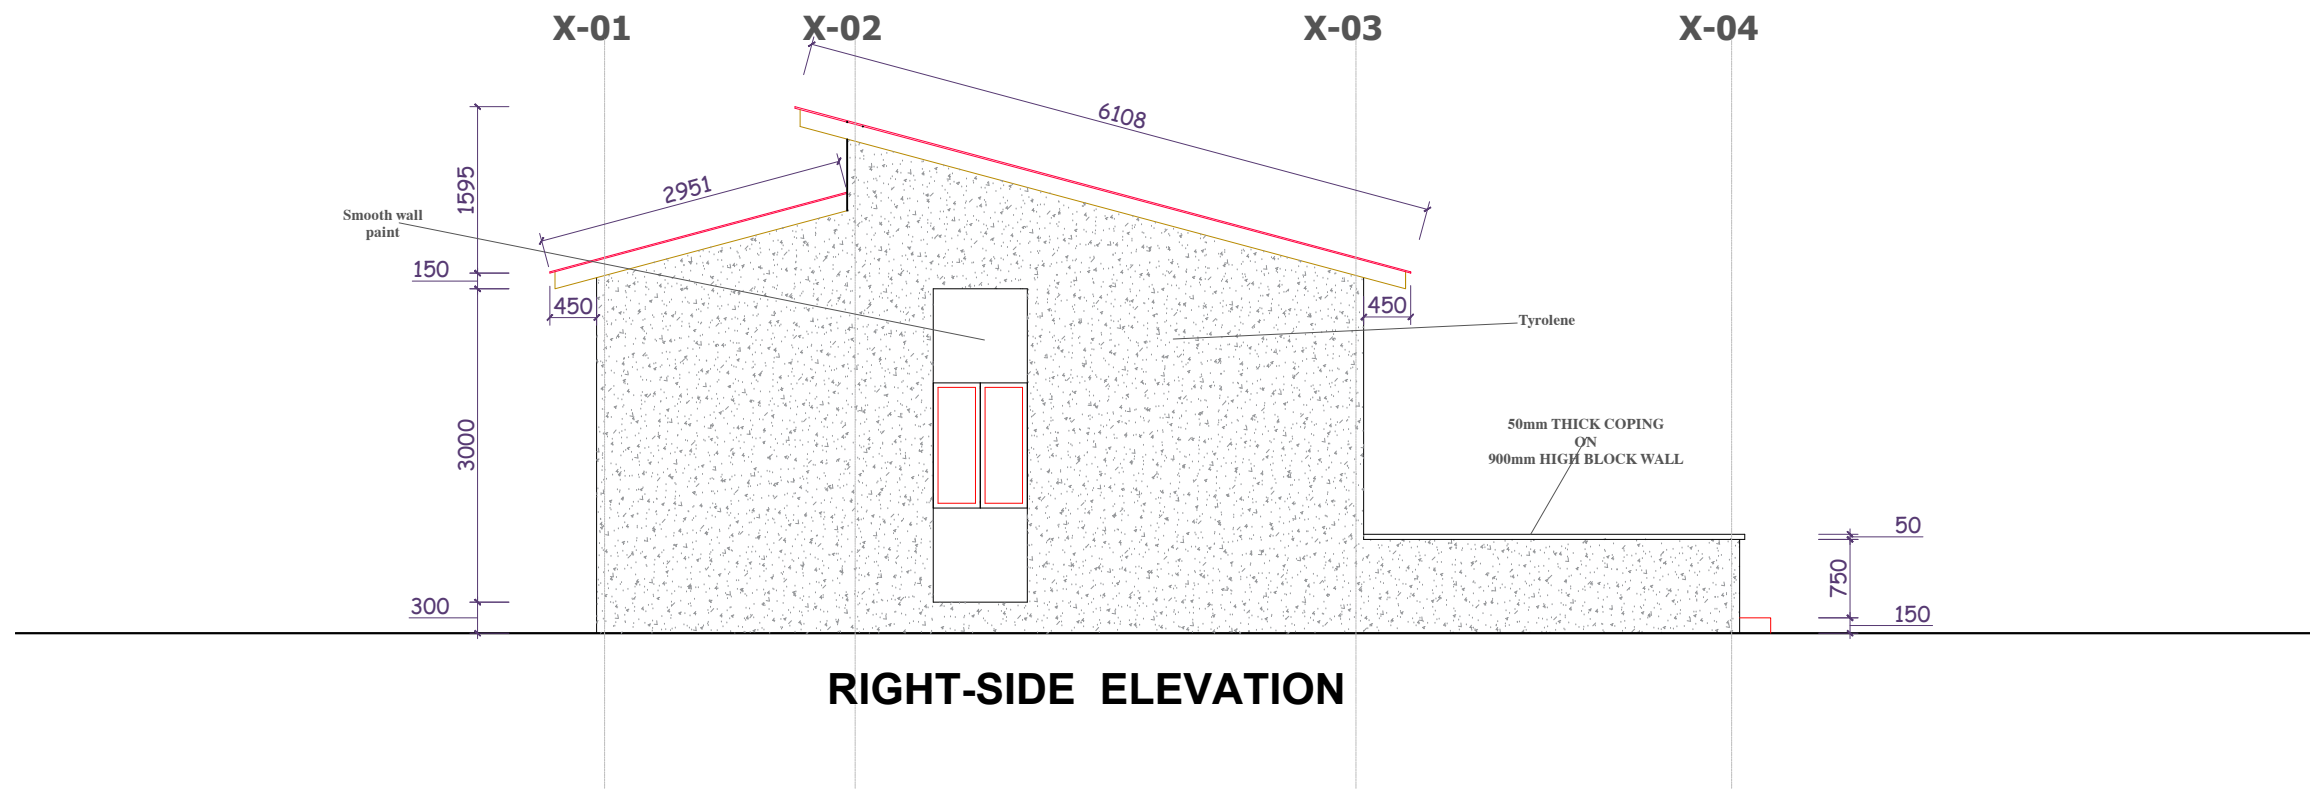 X-01
X-02
X-03
X-04
6108
2951
1595
Smooth wall
paint
150
450
450
Tyrolene
50mm THICK COPING
ON
900mm HIGH BLOCK WALL
3000
50
750
300
150
RIGHT-SIDE ELEVATION